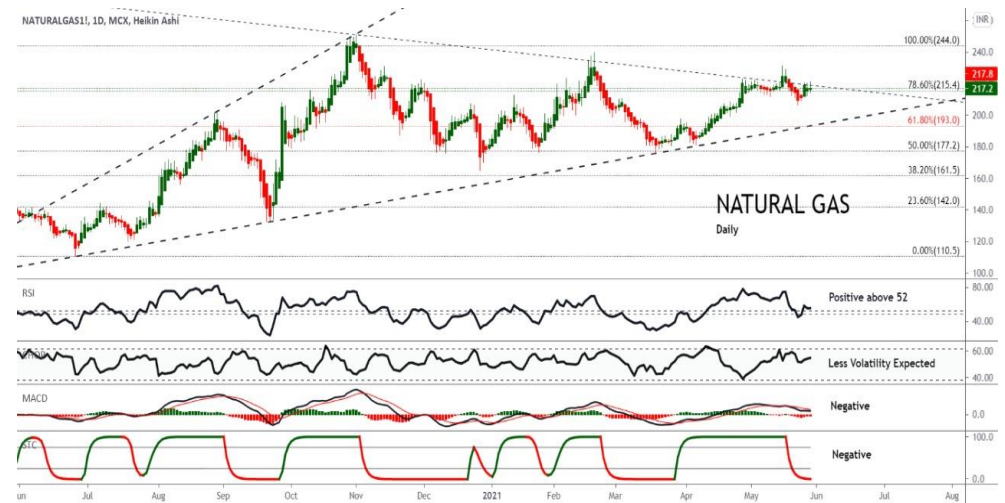 NATURALGAS1!, 1D, MCX, Heikin Ashi
INR
100.00%(244.0)
240.0
217.8
78.60%(215.4)
217.2
200.0
61.80%(193.0)
180.0
50.00%(177.2)
38.20%(161.5)
160.0
23.60%(142.0)
140.0
NATURAL GAS
Daily
120.0
0.00%(110.5)
100.0
RSI
80.00
Positive above 52
40.00
60.00
Less Volatility Expected
40.00
MACD
Negative
0.0
STC
100.0
Negative
0.0
Jul Aug Sep Oct Nov Dec 2021 Feb Mar Apr May Jun Jul Aug